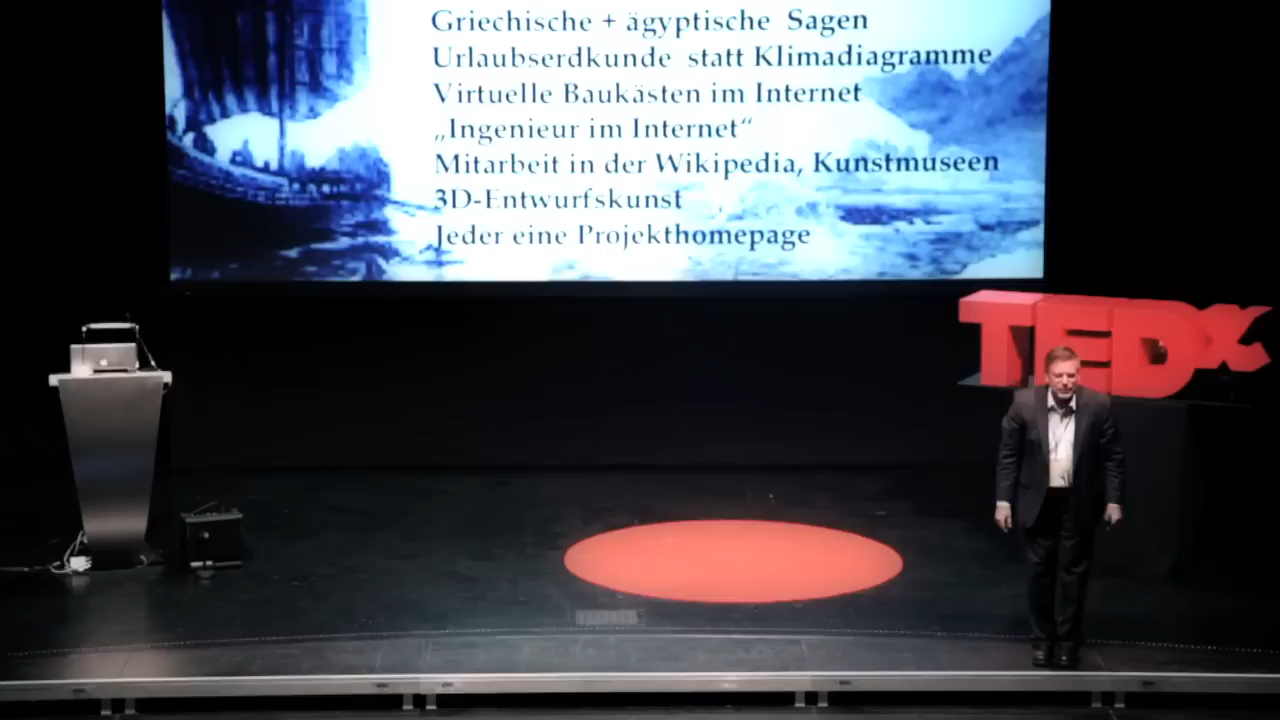 Griechische + ägyptische Sagen
Urlaubserdkunde statt Klimadiagramme
Virtuelle Baukästen im Internet
„Ingenieur im Internet“
Mitarbeit in der Wikipedia, Kunstmuseen
3D-Entwurfskunst
Jeder eine Projekthomepage
TEDx